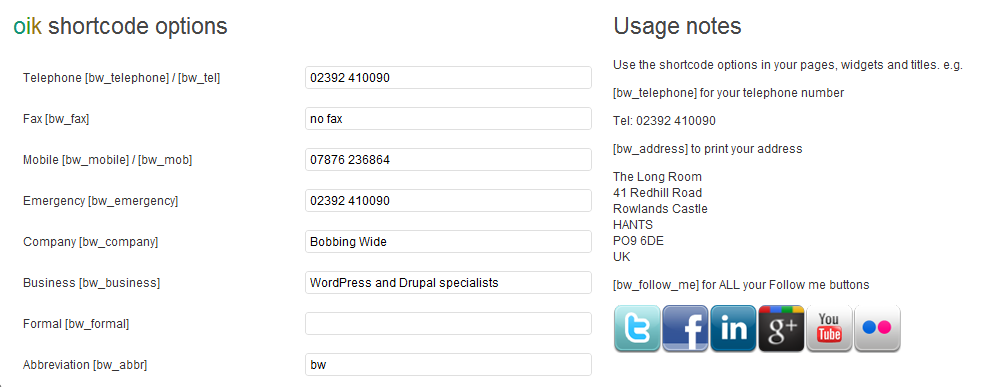 oik shortcode options
Telephone [bw_telephone] / [bw_tel]
02392 410090
Fax [bw_fax]
no fax
Mobile [bw_mobile] / [bw_mob]
07876 236864
Emergency [bw_emergency]
02392 410090
Company [bw_company]
Bobbing Wide
Business [bw_business]
WordPress and Drupal specialists
Formal [bw_formal]
Abbreviation [bw_abbr]
bw
Usage notes
Use the shortcode options in your pages, widgets and titles. e.g.
[bw_telephone] for your telephone number
Tel: 02392 410090
[bw_address] to print your address
The Long Room
41 Redhill Road
Rowlands Castle
HANTS
PO9 6DE
UK
[bw_follow_me] for ALL your Follow me buttons
t f in g+ You
Tube